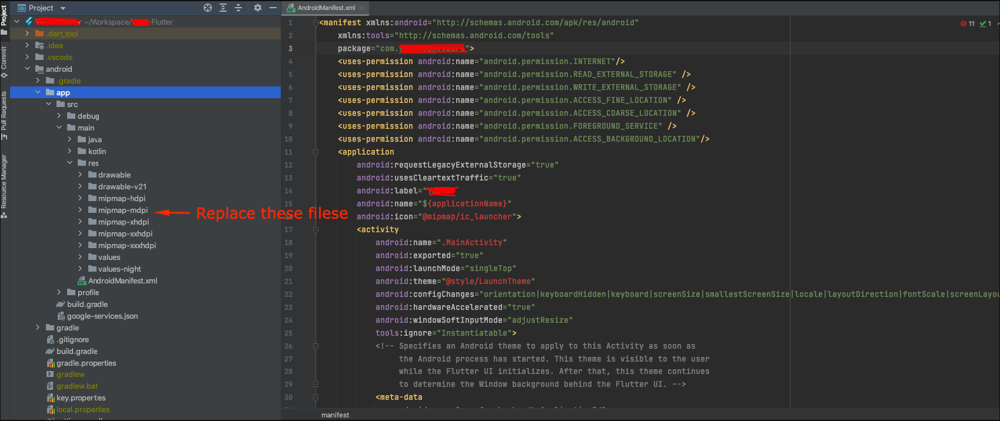 Project
AndroidManifest.xml
~/Workspace/ -Flutter
.dart_tool
.idea
.vscode
android
.gradle
app
src
debug
main
java
kotlin
res
drawable
drawable-v21
mipmap-hdpi
mipmap-mdpi
mipmap-xhdpi
mipmap-xxhdpi
mipmap-xxxhdpi
values
values-night
AndroidManifest.xml
profile
build.gradle
google-services.json
gradle
.gitignore
build.gradle
gradle.properties
gradlew
gradlew.bat
key.properties
local.properties
Project
Commit
Pull Requests
Resource Manager
Replace these filese
11 1
1 <manifest xmlns:android="http://schemas.android.com/apk/res/android"
2 xmlns:tools="http://schemas.android.com/tools"
3 package="com. ">
4 <uses-permission android:name="android.permission.INTERNET"/>
5 <uses-permission android:name="android.permission.READ_EXTERNAL_STORAGE" />
6 <uses-permission android:name="android.permission.WRITE_EXTERNAL_STORAGE" />
7 <uses-permission android:name="android.permission.ACCESS_FINE_LOCATION" />
8 <uses-permission android:name="android.permission.ACCESS_COARSE_LOCATION" />
9 <uses-permission android:name="android.permission.FOREGROUND_SERVICE" />
10 <uses-permission android:name="android.permission.ACCESS_BACKGROUND_LOCATION"/>
11 <application
12 android:requestLegacyExternalStorage="true"
13 android:usesCleartextTraffic="true"
14 android:label="
15 android:name="${applicationName}"
android:icon="@mipmap/ic_launcher">
17 <activity
18 android:name=".MainActivity"
19 android:exported="true"
20 android:launchMode="singleTop"
21 android:theme="@style/LaunchTheme"
22 android:configChanges="orientation|keyboardHidden|keyboard|screenSize|smallestScreenSize|locale|layoutDirection|fontScale|screenLayou
23 android:hardwareAccelerated="true"
24 android:windowSoftInputMode="adjustResize"
25 tools:ignore="Instantiatable">
26 <!-- Specifies an Android theme to apply to this Activity as soon as
27 the Android process has started. This theme is visible to the user
28 while the Flutter UI initializes. After that, this theme continues
29 to determine the Window background behind the Flutter UI. -->
30 <meta-data
manifest